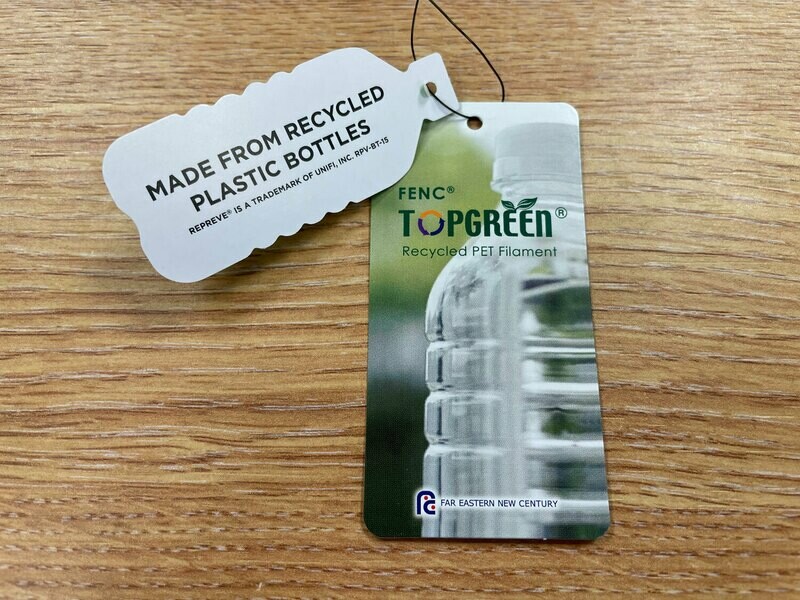 MADE FROM RECYCLED
PLASTIC BOTTLES
REPREVE® IS A TRADEMARK OF UNIFI, INC. RPV-BT-15
FENC®
TOPGREEN®
Recycled PET Filament
FAR EASTERN NEW CENTURY